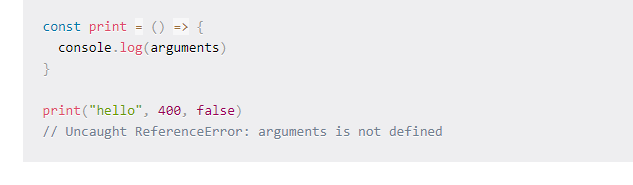 const print = () => {
  console.log(arguments)
}

print("hello", 400, false)
// Uncaught ReferenceError: arguments is not defined